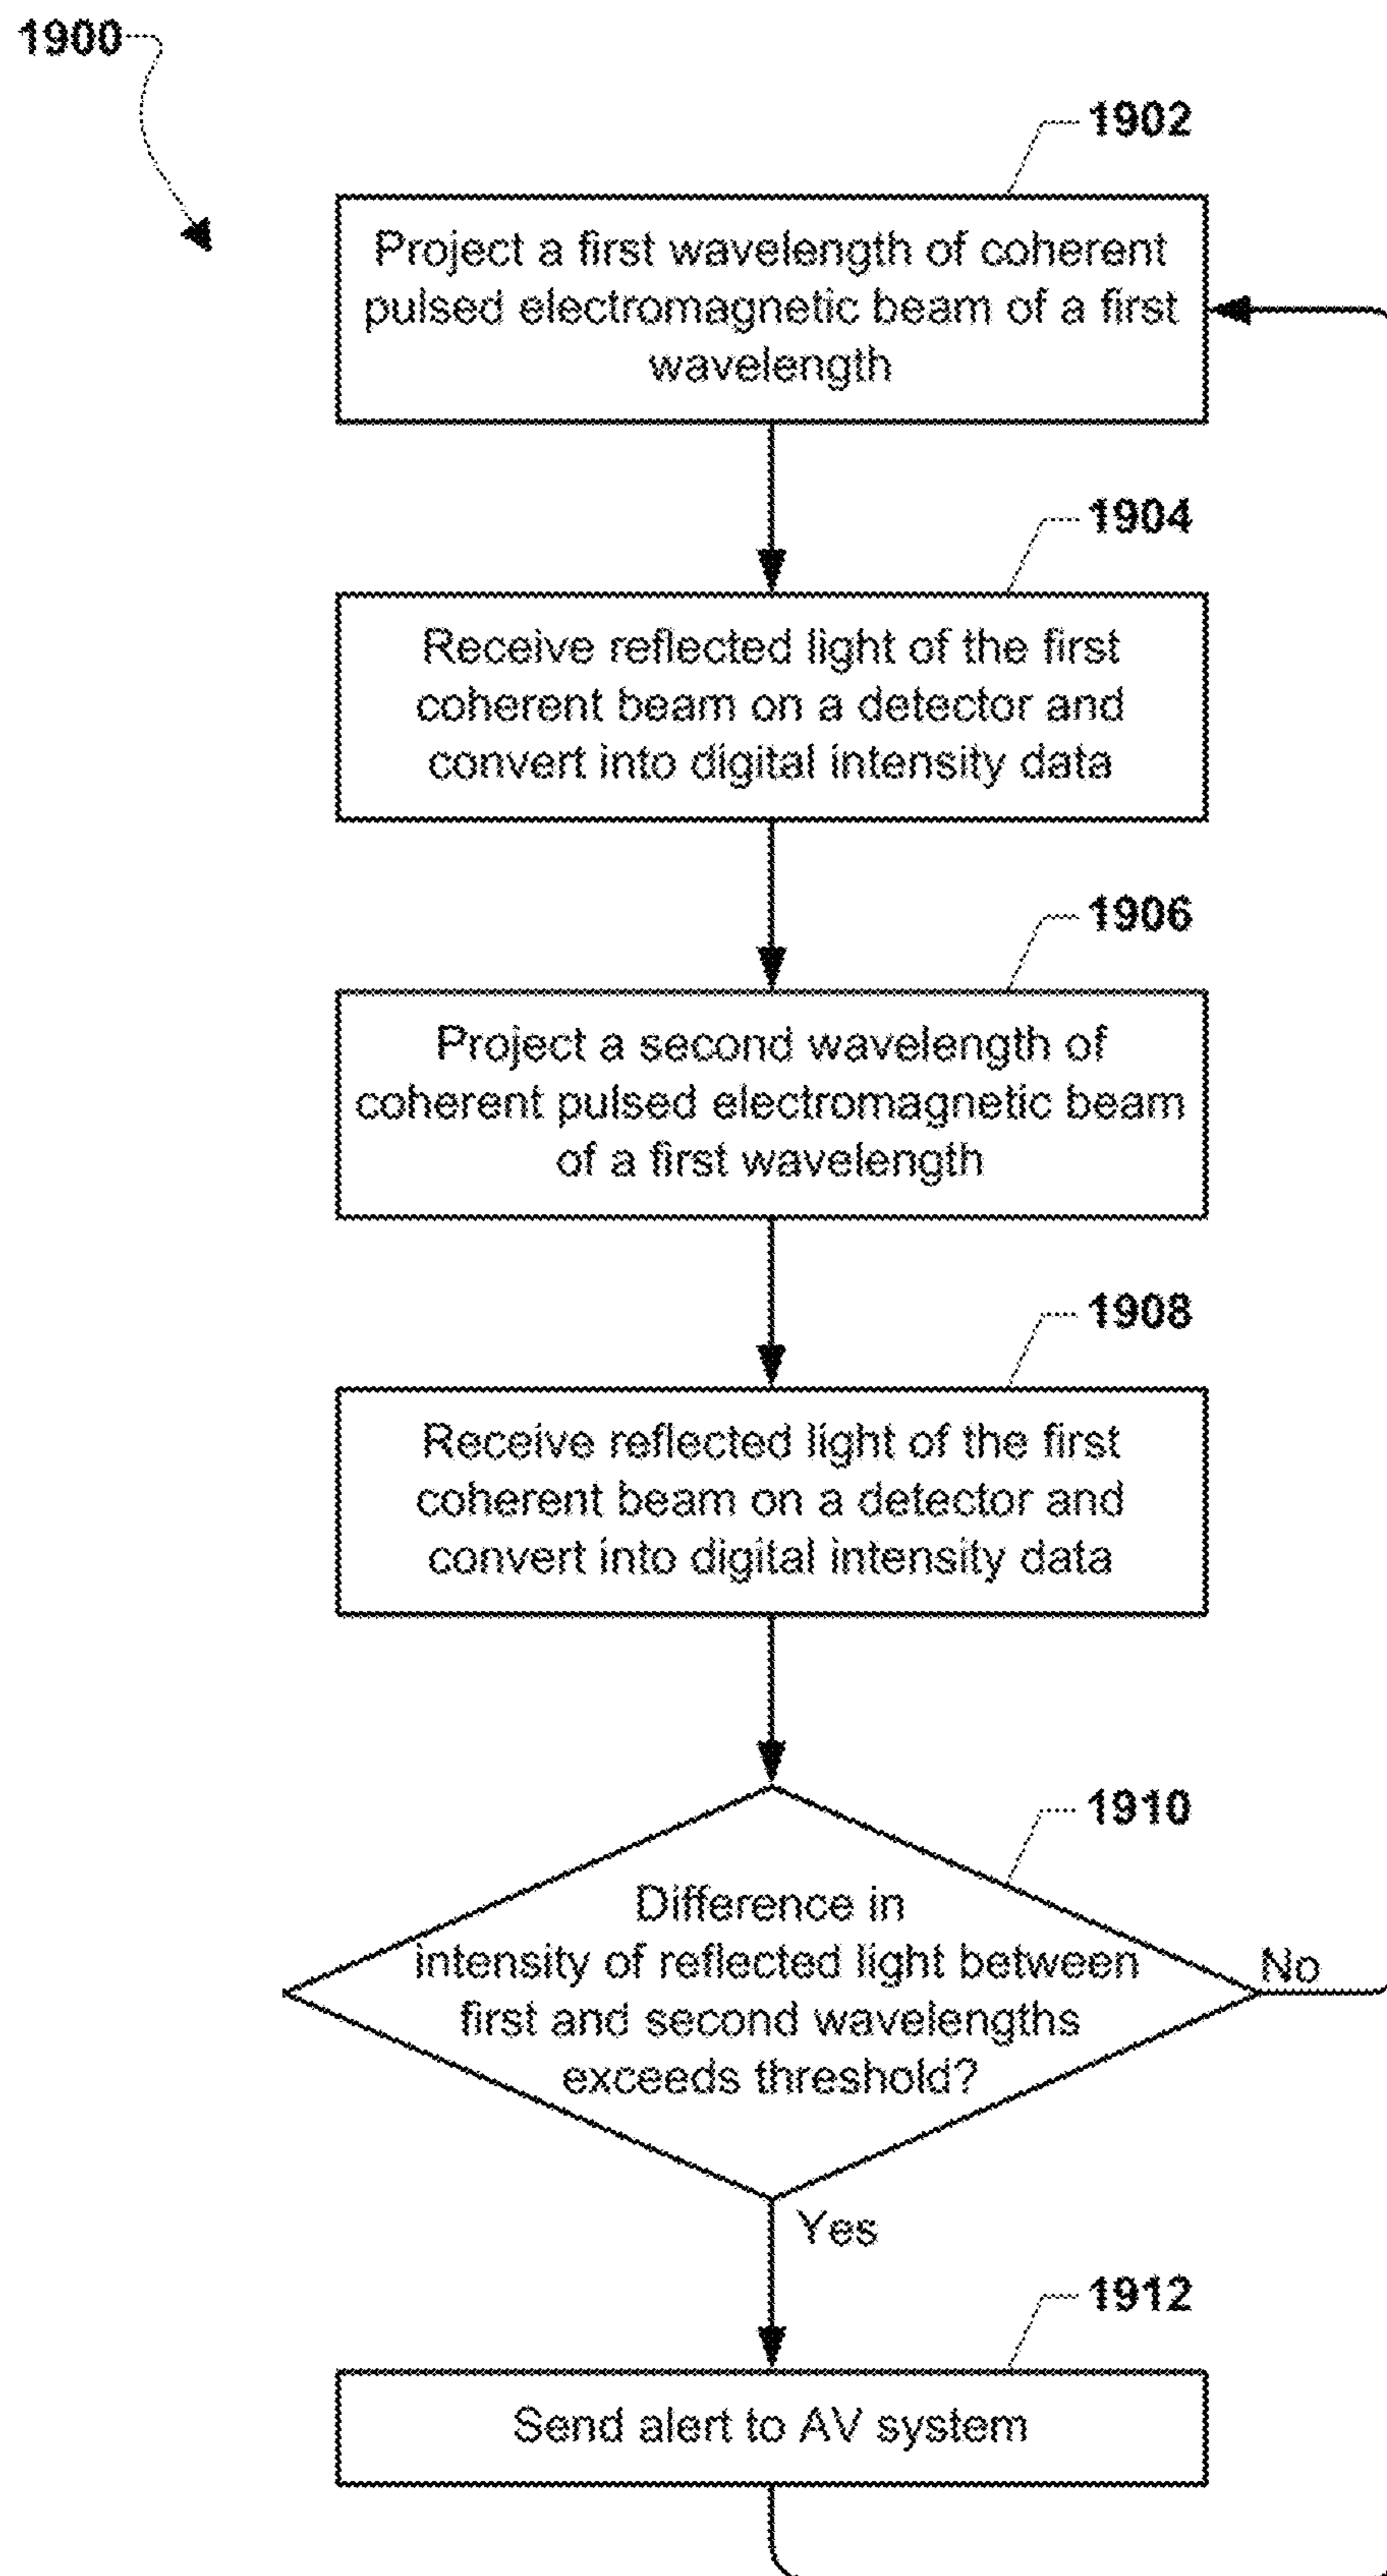 1900
1902
Project a first wavelength of coherent
pulsed electromagnetic beam of a first
wavelength
1904
Receive reflected light of the first
coherent beam on a detector and
convert into digital intensity data
1906
Project a second wavelength of
coherent pulsed electromagnetic beam
of a first wavelength
1908
Receive reflected light of the first
coherent beam on a detector and
convert into digital intensity data
1910
Difference in
intensity of reflected light between
first and second wavelengths
exceeds threshold?
No
Yes
1912
Send alert to AV system